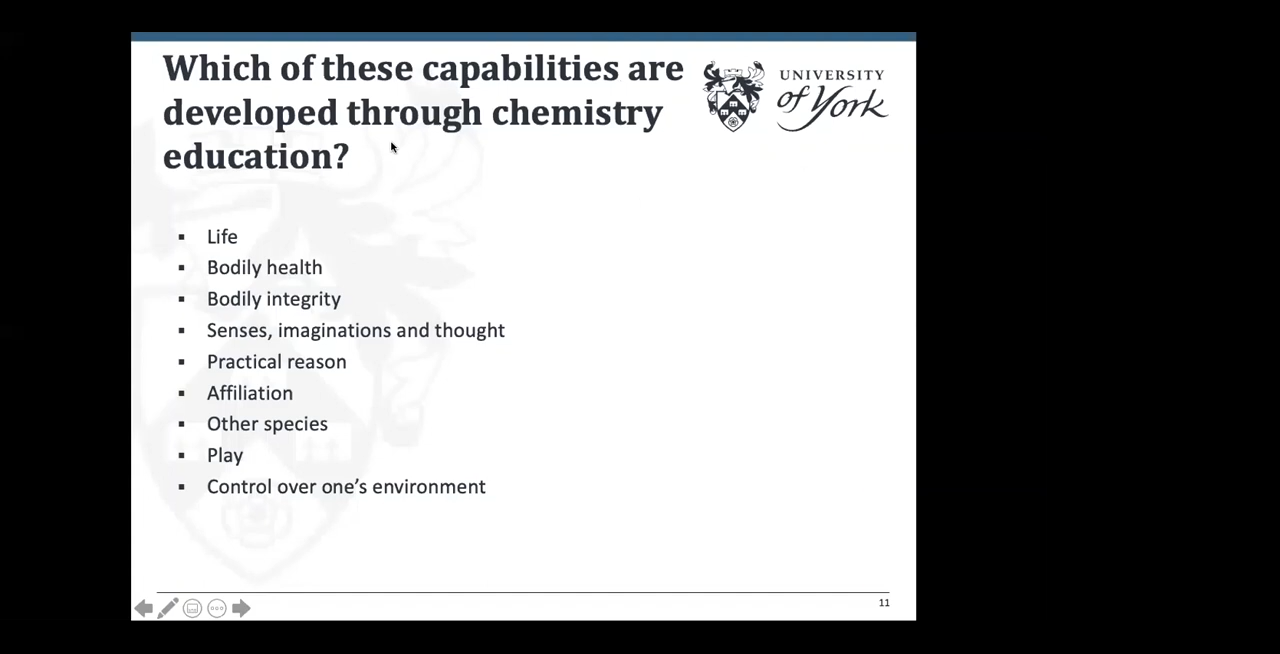 Which of these capabilities are
developed through chemistry
education?
UNIVERSITY
of York
▪ Life
▪ Bodily health
▪ Bodily integrity
▪ Senses, imaginations and thought
▪ Practical reason
▪ Affiliation
▪ Other species
▪ Play
▪ Control over one’s environment
11